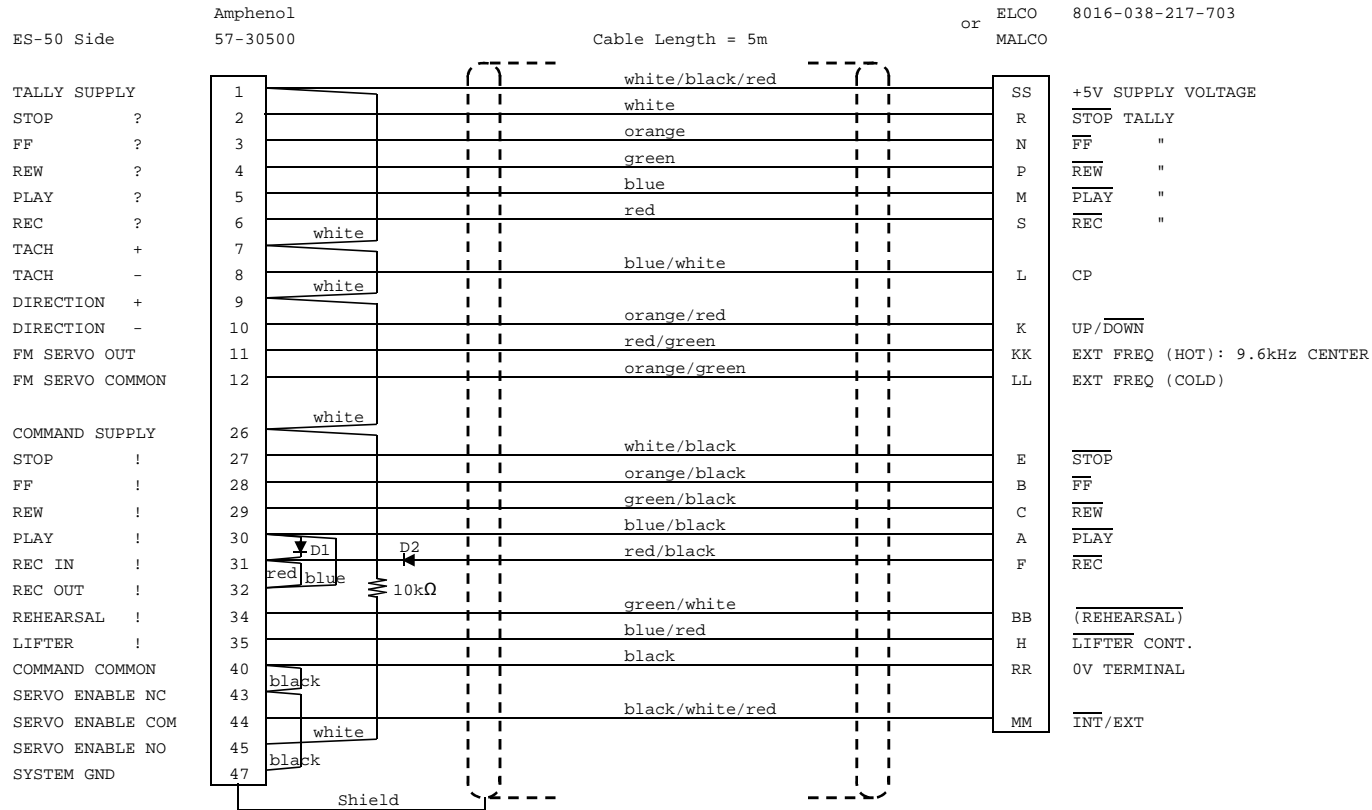 Amphenol or ELCO 8016-038-217-703
ES-50 Side 57-30500 Cable Length = 5m MALCO
TALLY SUPPLY 1 white/black/red SS +5V SUPPLY VOLTAGE
STOP ? 2 white R STOP TALLY
FF ? 3 orange N FF "
REW ? 4 green P REW "
PLAY ? 5 blue M PLAY "
REC ? 6 red S REC "
white
TACH + 7
TACH - 8 blue/white L CP
white
DIRECTION + 9
DIRECTION - 10 orange/red K UP/DOWN
FM SERVO OUT 11 red/green KK EXT FREQ (HOT): 9.6kHz CENTER
FM SERVO COMMON 12 orange/green LL EXT FREQ (COLD)
white
COMMAND SUPPLY 26
STOP ! 27 white/black E STOP
FF ! 28 orange/black B FF
REW ! 29 green/black C REW
PLAY ! 30 blue/black A PLAY
D1 D2
REC IN ! 31 red/black F REC
red blue
REC OUT ! 32 10kΩ
REHEARSAL ! 34 green/white BB (REHEARSAL)
LIFTER ! 35 blue/red H LIFTER CONT.
COMMAND COMMON 40 black RR 0V TERMINAL
black
SERVO ENABLE NC 43
SERVO ENABLE COM 44 black/white/red MM INT/EXT
white
SERVO ENABLE NO 45
black
SYSTEM GND 47
Shield